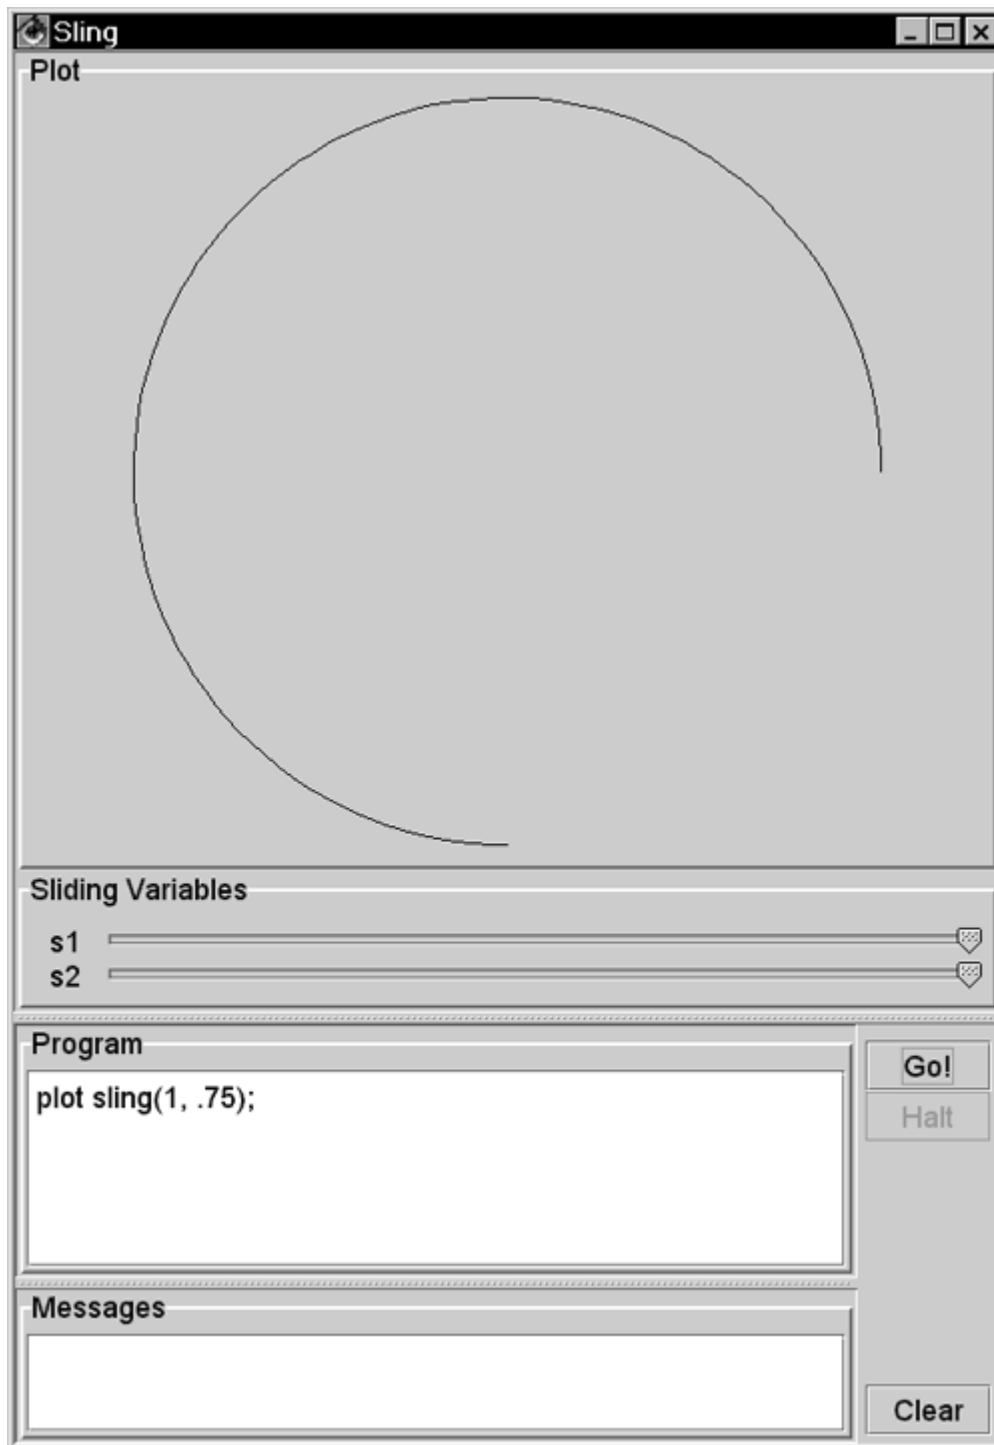 Sling
Plot
Sliding Variables
s1
s2
Program
plot sling(1, .75);
Go!
Halt
Messages
Clear